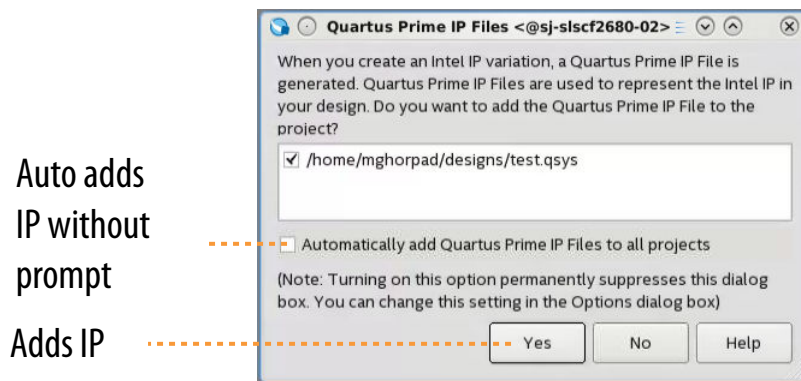 Quartus Prime IP Files <@sj-slscf2680-02>
When you create an Intel IP variation, a Quartus Prime IP File is
generated. Quartus Prime IP Files are used to represent the Intel IP in
your design. Do you want to add the Quartus Prime IP File to the
project?
/home/mghorpad/designs/test.qsys
Auto adds
IP without
prompt
Automatically add Quartus Prime IP Files to all projects
(Note: Turning on this option permanently suppresses this dialog
box. You can change this setting in the Options dialog box)
Adds IP
Yes No Help